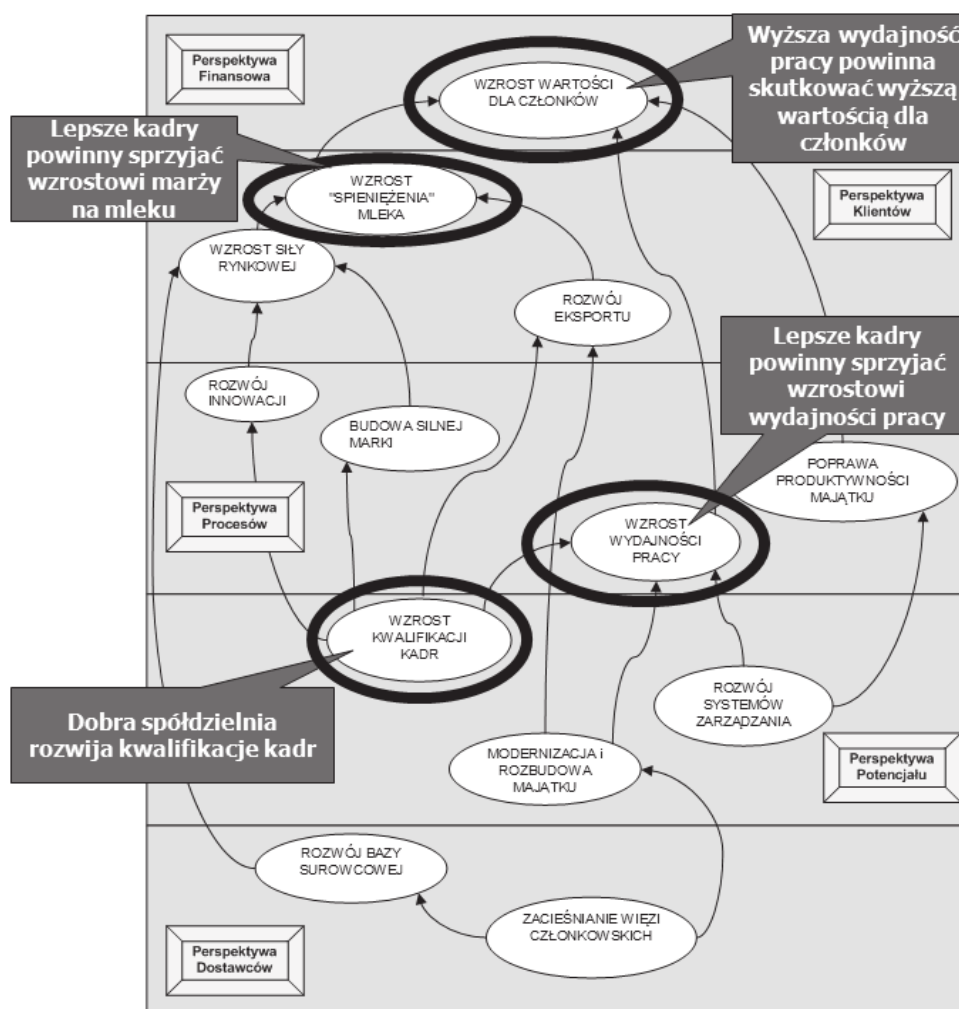 Perspektywa
Finansowa
WZROST WARTOŚCI
DLA CZŁONKÓW
Wyższa wydajność
pracy powinna
skutkować wyższą
wartością dla
członków
Lepsze kadry
powinny sprzyjać
wzrostowi marży
na mleku
WZROST
"SPIENIĘŻENIA"
MLEKA
Perspektywa
Klientów
WZROST SIŁY
RYNKOWEJ
ROZWÓJ
EKSPORTU
Lepsze kadry
powinny sprzyjać
wzrostowi
wydajności pracy
ROZWÓJ
INNOWACJI
BUDOWA SILNEJ
MARKI
POPRAWA
PRODUKTYWNOŚCI
MAJĄTKU
Perspektywa
Procesów
WZROST
WYDAJNOŚCI
PRACY
WZROST
KWALIFIKACJI
KADR
Dobra spółdzielnia
rozwija kwalifikacje kadr
ROZWÓJ
SYSTEMÓW
ZARZĄDZANIA
MODERNIZACJA i
ROZBUDOWA
MAJĄTKU
Perspektywa
Potencjału
ROZWÓJ BAZY
SUROWCOWEJ
ZACIEŚNIANIE WIĘZI
CZŁONKOWSKICH
Perspektywa
Dostawców